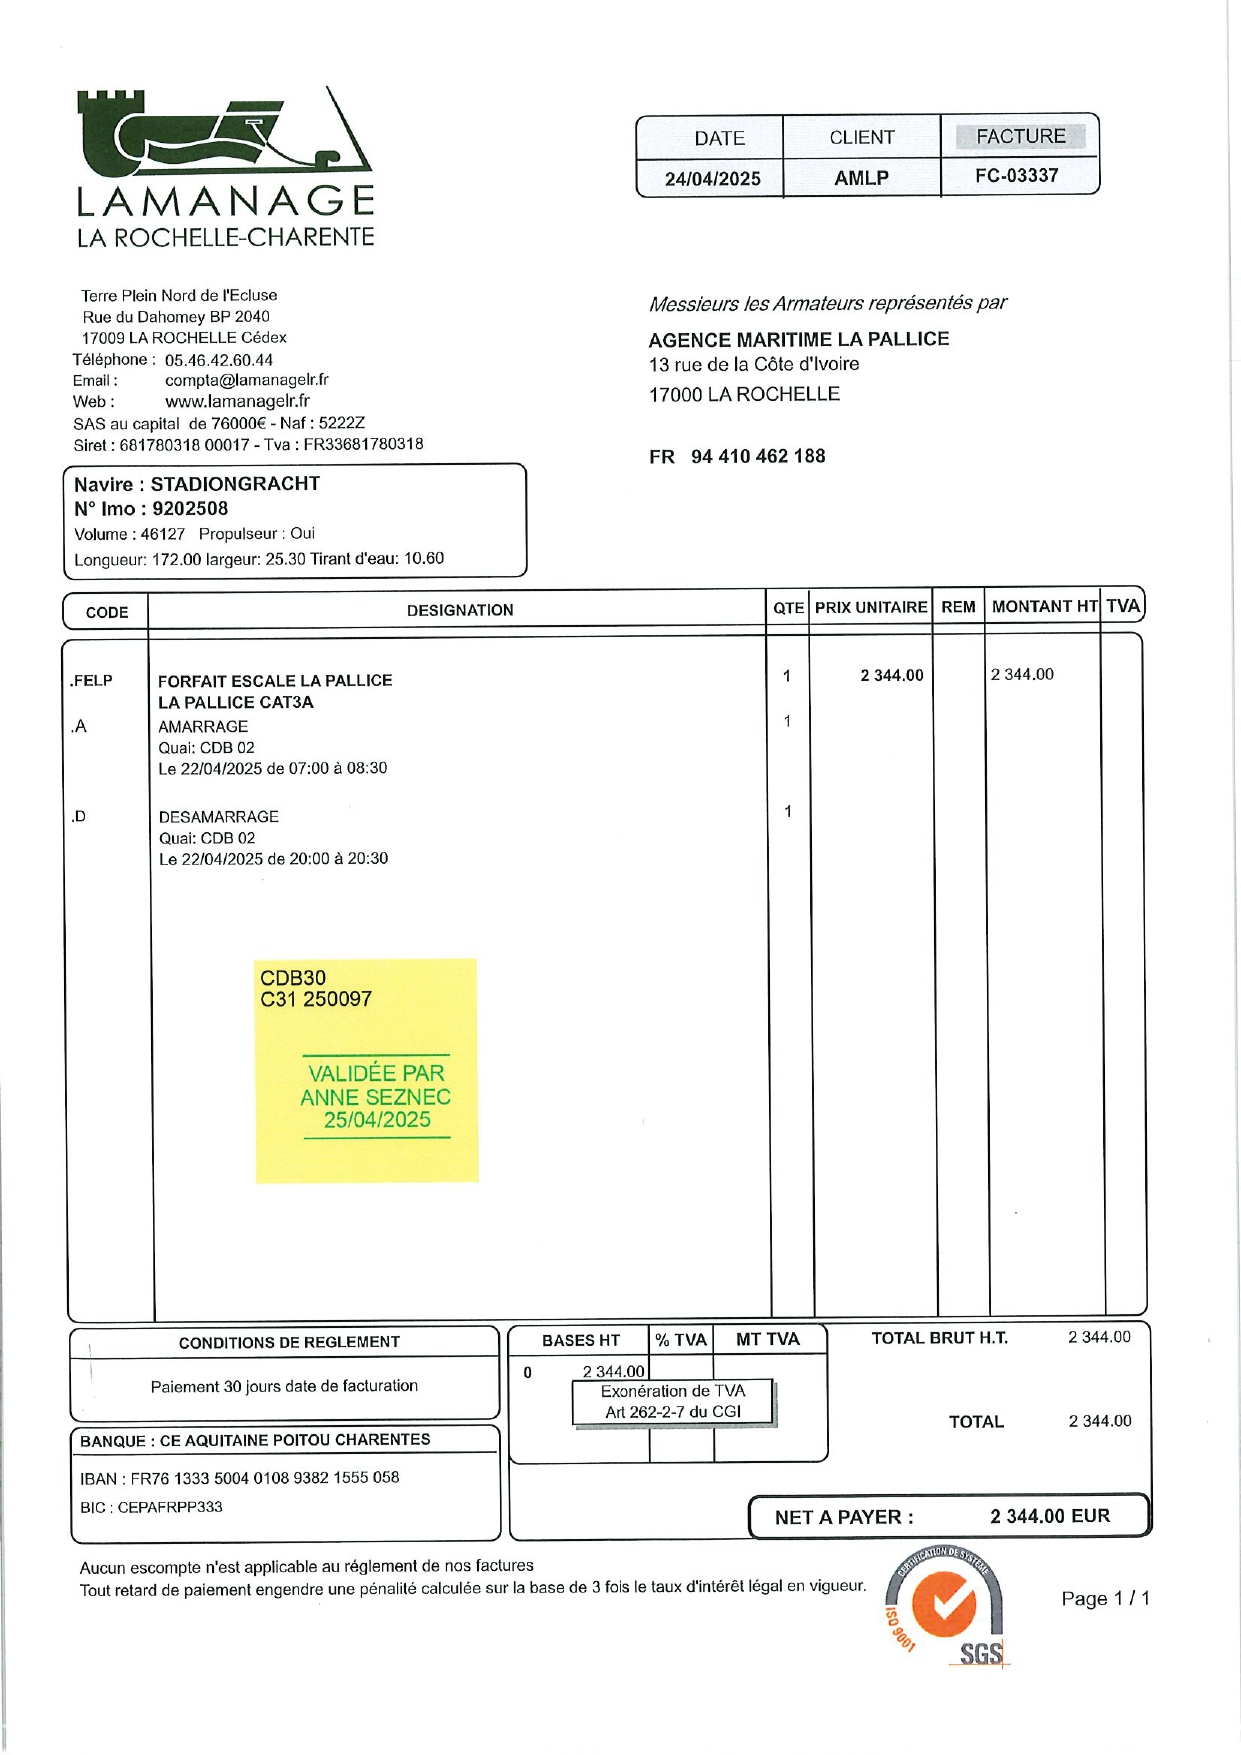 LAMANAGE
LA ROCHELLE-CHARENTE
DATE CLIENT FACTURE
24/04/2025 AMLP FC-03337
Terre Plein Nord de l'Ecluse
Rue du Dahomey BP 2040
17009 LA ROCHELLE Cédex
Téléphone : 05.46.42.60.44
Email : compta@lamanagelr.fr
Web : www.lamanagelr.fr
SAS au capital de 76000€ - Naf : 5222Z
Siret : 681780318 00017 - Tva : FR33681780318
Messieurs les Armateurs représentés par
AGENCE MARITIME LA PALLICE
13 rue de la Côte d'Ivoire
17000 LA ROCHELLE
FR 94 410 462 188
Navire : STADIONGRACHT
N° Imo : 9202508
Volume : 46127 Propulseur : Oui
Longueur: 172.00 largeur: 25.30 Tirant d'eau: 10.60
CODE DESIGNATION QTE PRIX UNITAIRE REM MONTANT HT TVA
.FELP FORFAIT ESCALE LA PALLICE 1 2 344.00 2 344.00
LA PALLICE CAT3A
.A AMARRAGE 1
Quai: CDB 02
Le 22/04/2025 de 07:00 à 08:30
.D DESAMARRAGE 1
Quai: CDB 02
Le 22/04/2025 de 20:00 à 20:30
CDB30
C31 250097
VALIDÉE PAR
ANNE SEZNEC
25/04/2025
CONDITIONS DE REGLEMENT
Paiement 30 jours date de facturation
BANQUE : CE AQUITAINE POITOU CHARENTES
IBAN : FR76 1333 5004 0108 9382 1555 058
BIC : CEPAFRPP333
BASES HT % TVA MT TVA
0 2 344.00
Exonération de TVA
Art 262-2-7 du CGI
TOTAL BRUT H.T. 2 344.00
TOTAL 2 344.00
NET A PAYER : 2 344.00 EUR
Aucun escompte n'est applicable au réglement de nos factures
Tout retard de paiement engendre une pénalité calculée sur la base de 3 fois le taux d'intérêt légal en vigueur.
CERTIFICATION DE SYSTÈME
ISO 9001
SGS
Page 1 / 1